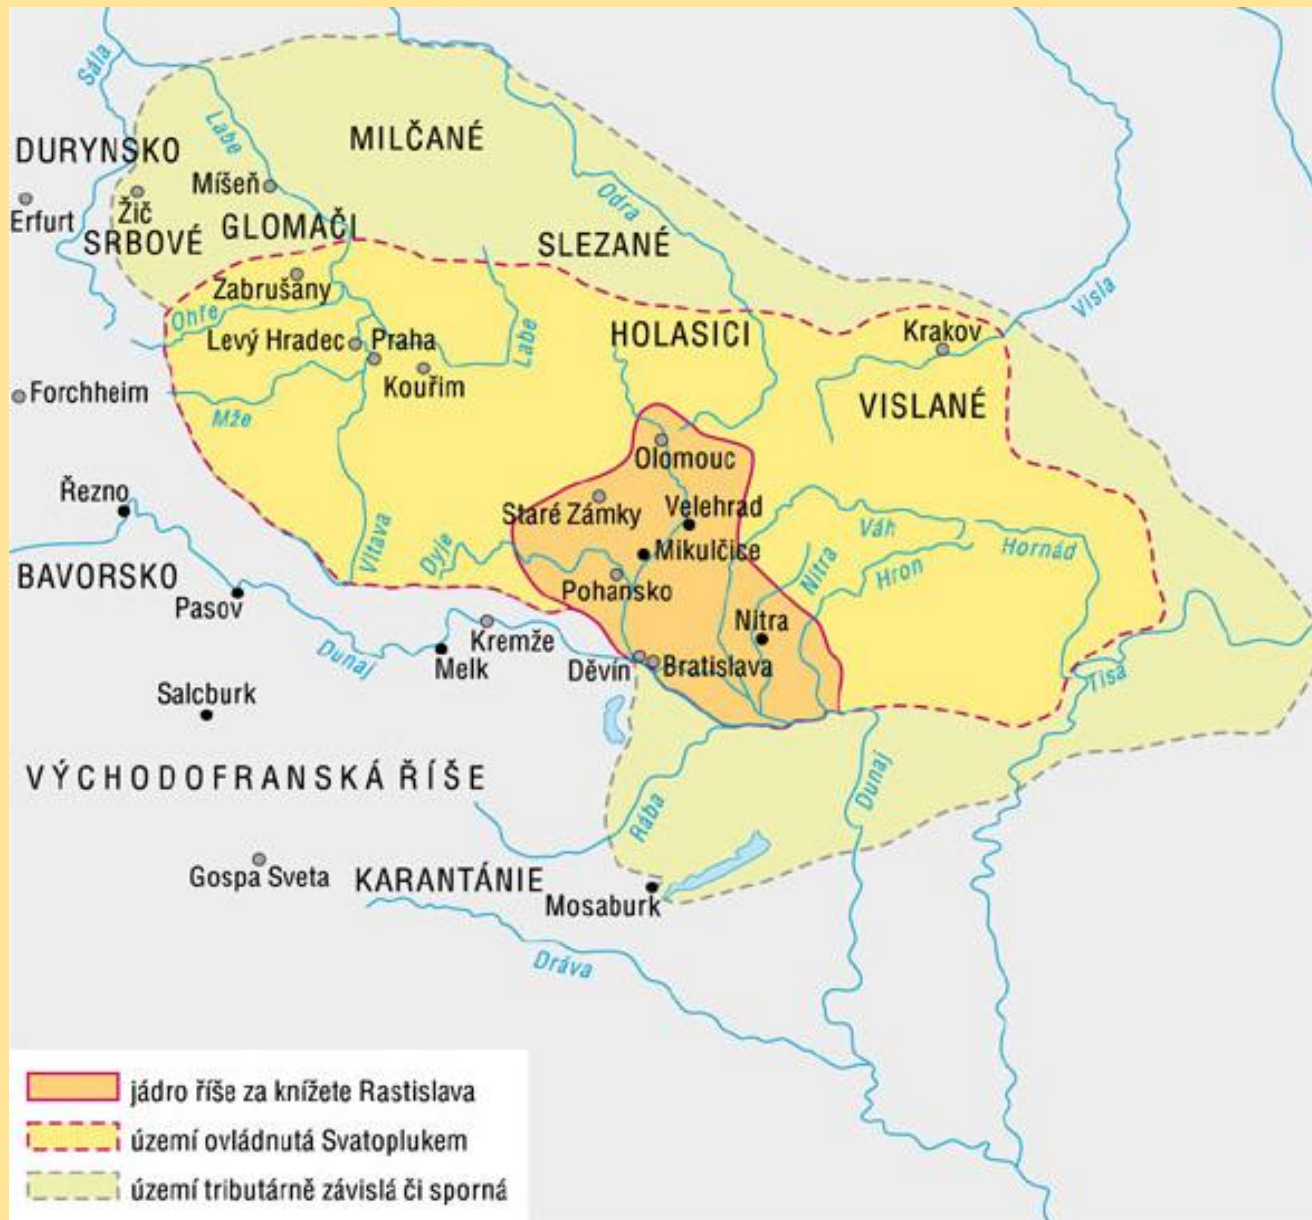 Sála
Labe
DURYNSKO
MILČANÉ
Míšeň
Odra
Erfurt
Žič
SRBOVÉ
GLOMAČI
SLEZANÉ
Zabrušany
Visla
Ohře
Labe
HOLASICI
Krakov
Levý Hradec
Praha
Kouřim
Forchheim
Mže
VISLANÉ
Olomouc
Řezno
Staré Zámky
Velehrad
Vltava
Dyje
Váh
Hornád
Mikulčice
Nitra
Hron
BAVORSKO
Pohansko
Pasov
Nitra
Kremže
Dunaj
Melk
Děvín
Bratislava
Tisa
Salcburk
VÝCHODOFRANSKÁ ŘÍŠE
Dunaj
Rába
Gospa Sveta
KARANTÁNIE
Mosaburk
Dráva
jádro říše za knížete Rastislava
území ovládnutá Svatoplukem
území tributárně závislá či sporná